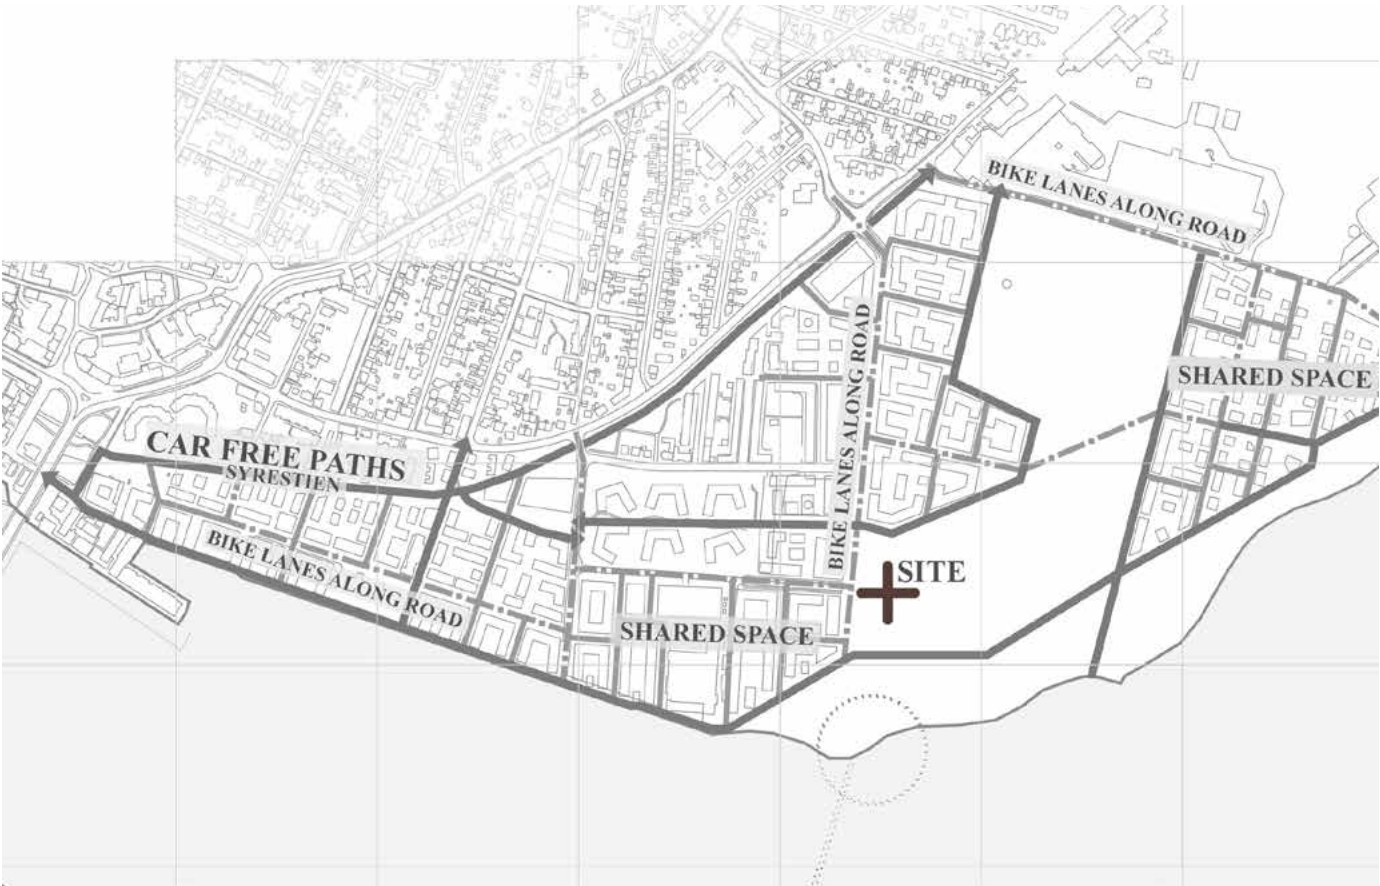 BIKE LANES ALONG ROAD
BIKE LANES ALONG ROAD
SHARED SPACE
CAR FREE PATHS
SYRESTIEN
BIKE LANES ALONG ROAD
SITE
SHARED SPACE